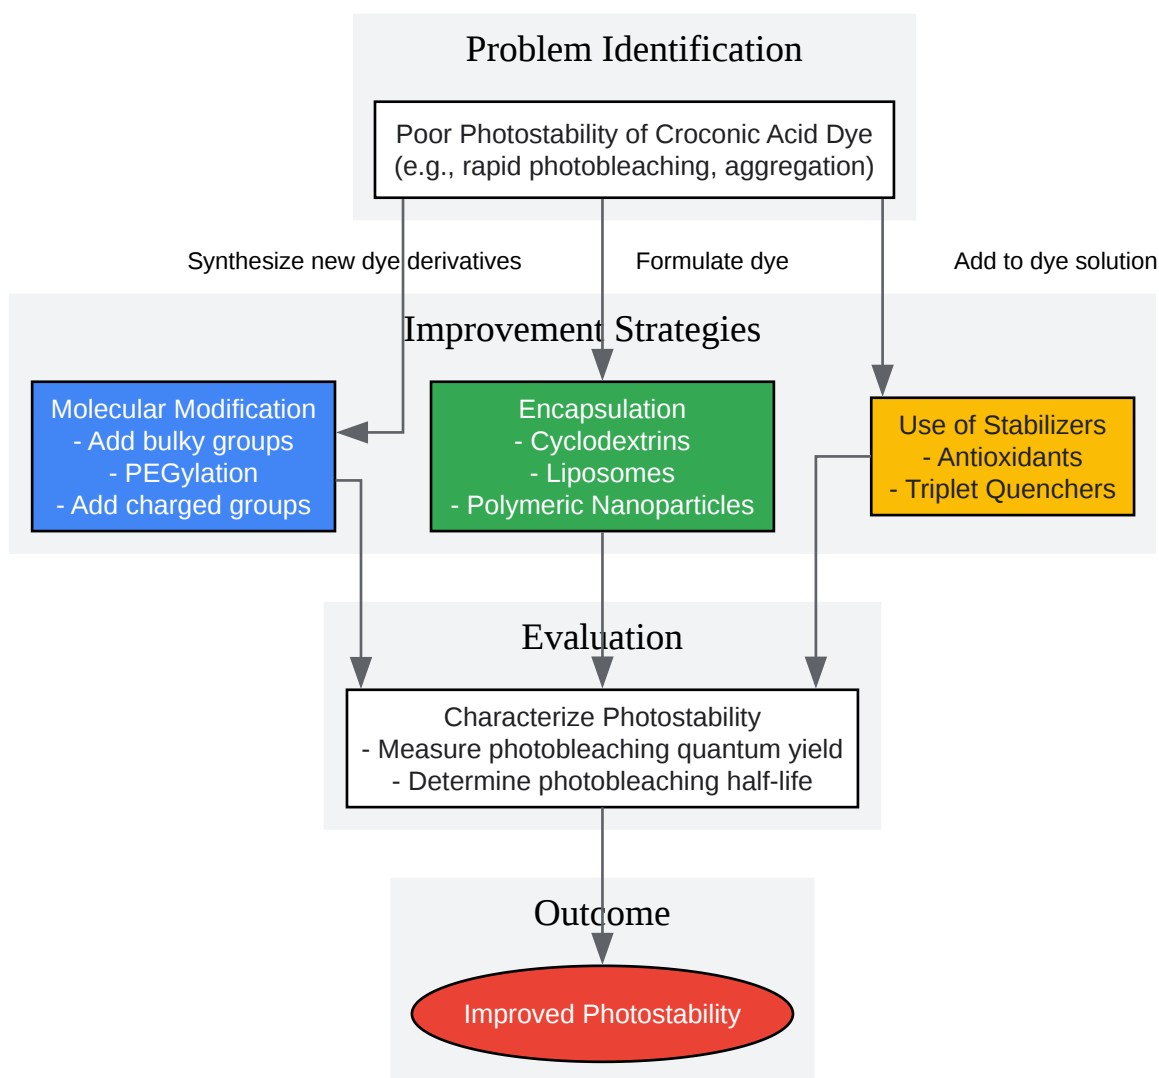 Problem Identification
Poor Photostability of Croconic Acid Dye
(e.g., rapid photobleaching, aggregation)
Synthesize new dye derivatives
Formulate dye
Add to dye solution
Improvement Strategies
Molecular Modification
- Add bulky groups
- PEGylation
- Add charged groups
Encapsulation
- Cyclodextrins
- Liposomes
- Polymeric Nanoparticles
Use of Stabilizers
- Antioxidants
- Triplet Quenchers
Evaluation
Characterize Photostability
- Measure photobleaching quantum yield
- Determine photobleaching half-life
Outcome
Improved Photostability